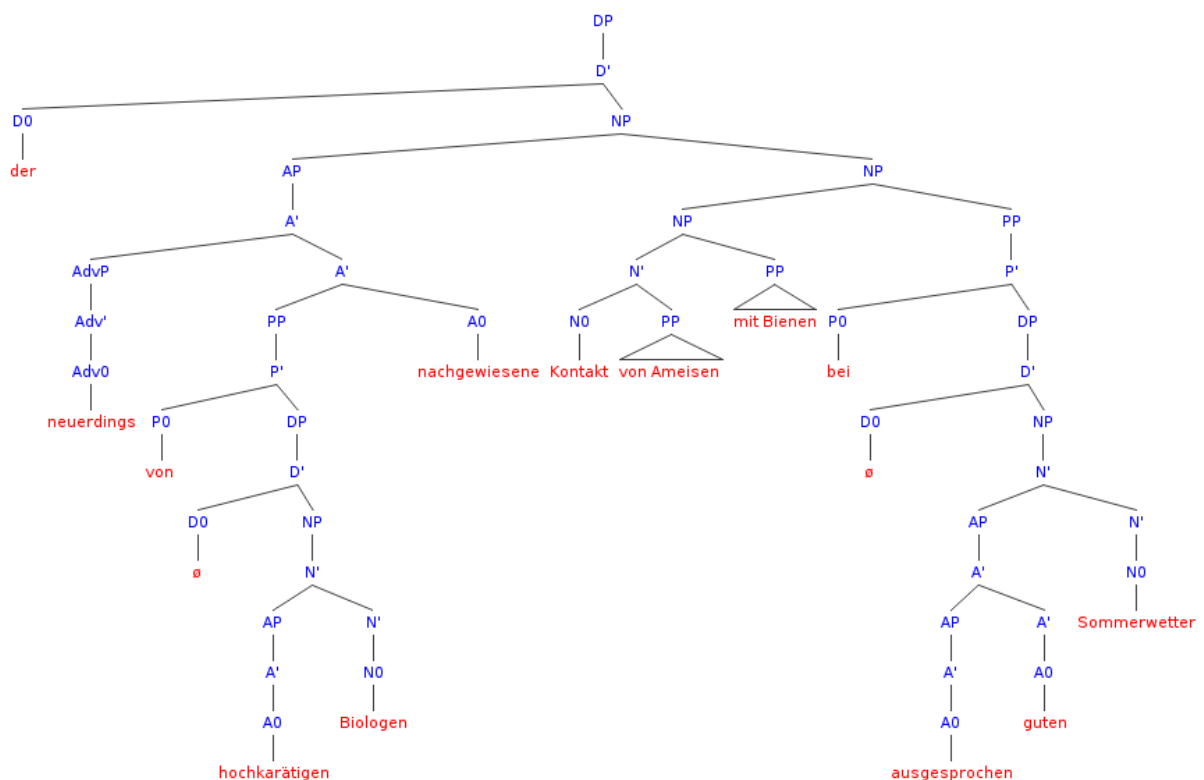 DP
D'
D0 NP
der AP NP
A' NP PP
AdvP A' N' PP P'
Adv' PP A0 N0 PP mit Bienen P0 DP
Adv0 P' nachgewiesene Kontakt von Ameisen bei D'
neuerdings P0 DP D0 NP
von D' ø N'
D0 NP AP N'
ø N' A' N0
AP N' AP A' Sommerwetter
A' N0 A' A0
A0 Biologen A0 guten
hochkarätigen ausgesprochen